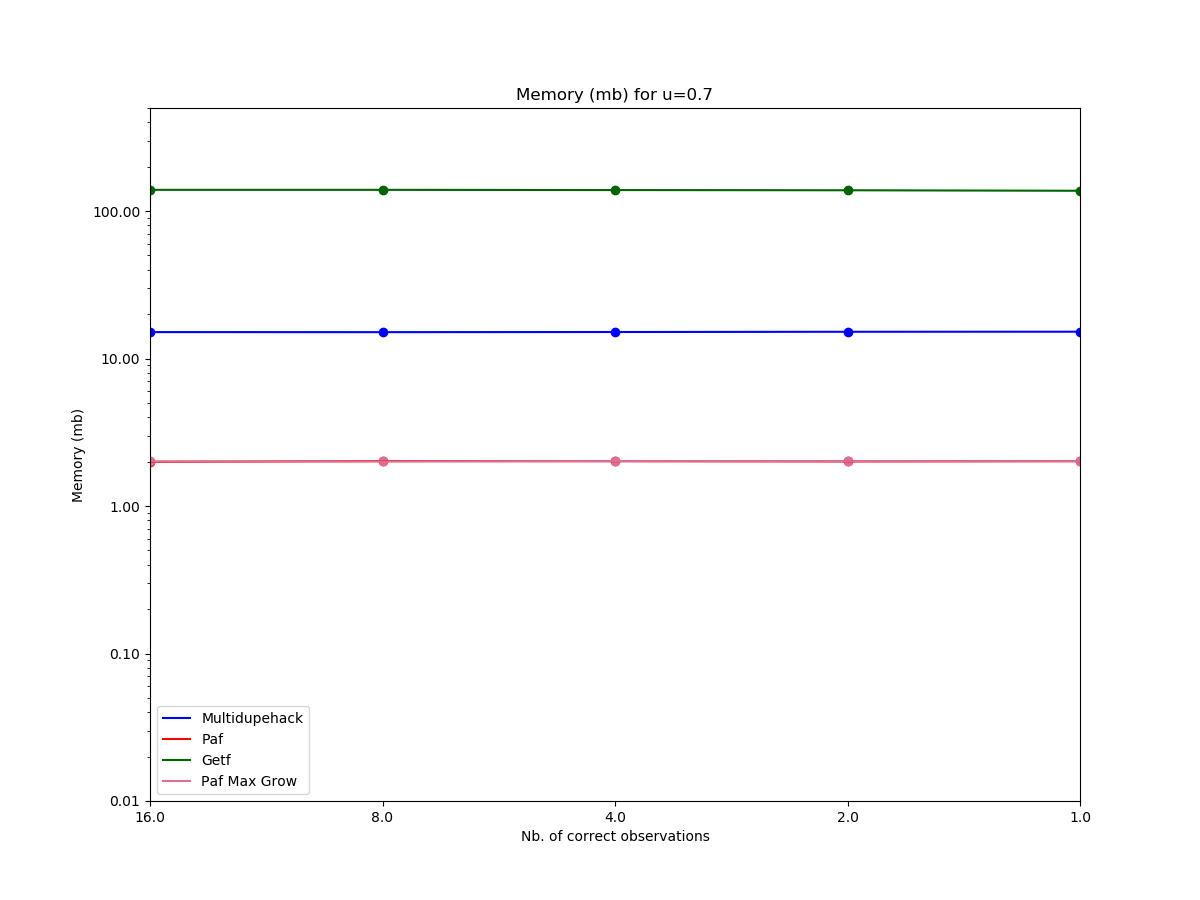 Memory (mb) for u=0.7
Memory (mb)
100.00
10.00
1.00
0.10
0.01
Multidupehack
Paf
Getf
Paf Max Grow
16.0 8.0 4.0 2.0 1.0
Nb. of correct observations